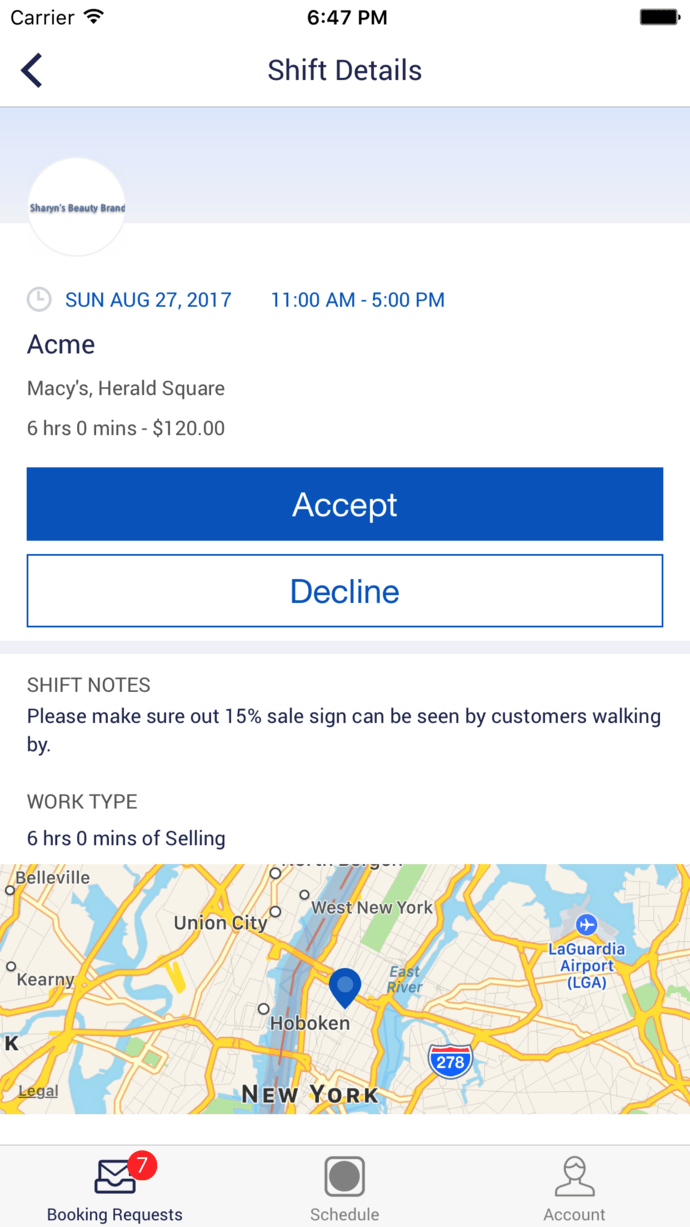 Carrier 6:47 PM
Shift Details
Sharyn's Beauty Brand
SUN AUG 27, 2017 11:00 AM - 5:00 PM
Acme
Macy's, Herald Square
6 hrs 0 mins - $120.00
Accept
Decline
SHIFT NOTES
Please make sure out 15% sale sign can be seen by customers walking
by.
WORK TYPE
6 hrs 0 mins of Selling
North Bergen
Belleville
West New York
Union City
LaGuardia
Airport
(LGA)
East
River
Kearny
Hoboken
K
278
Legal
NEW YORK
7
Booking Requests
Schedule
Account